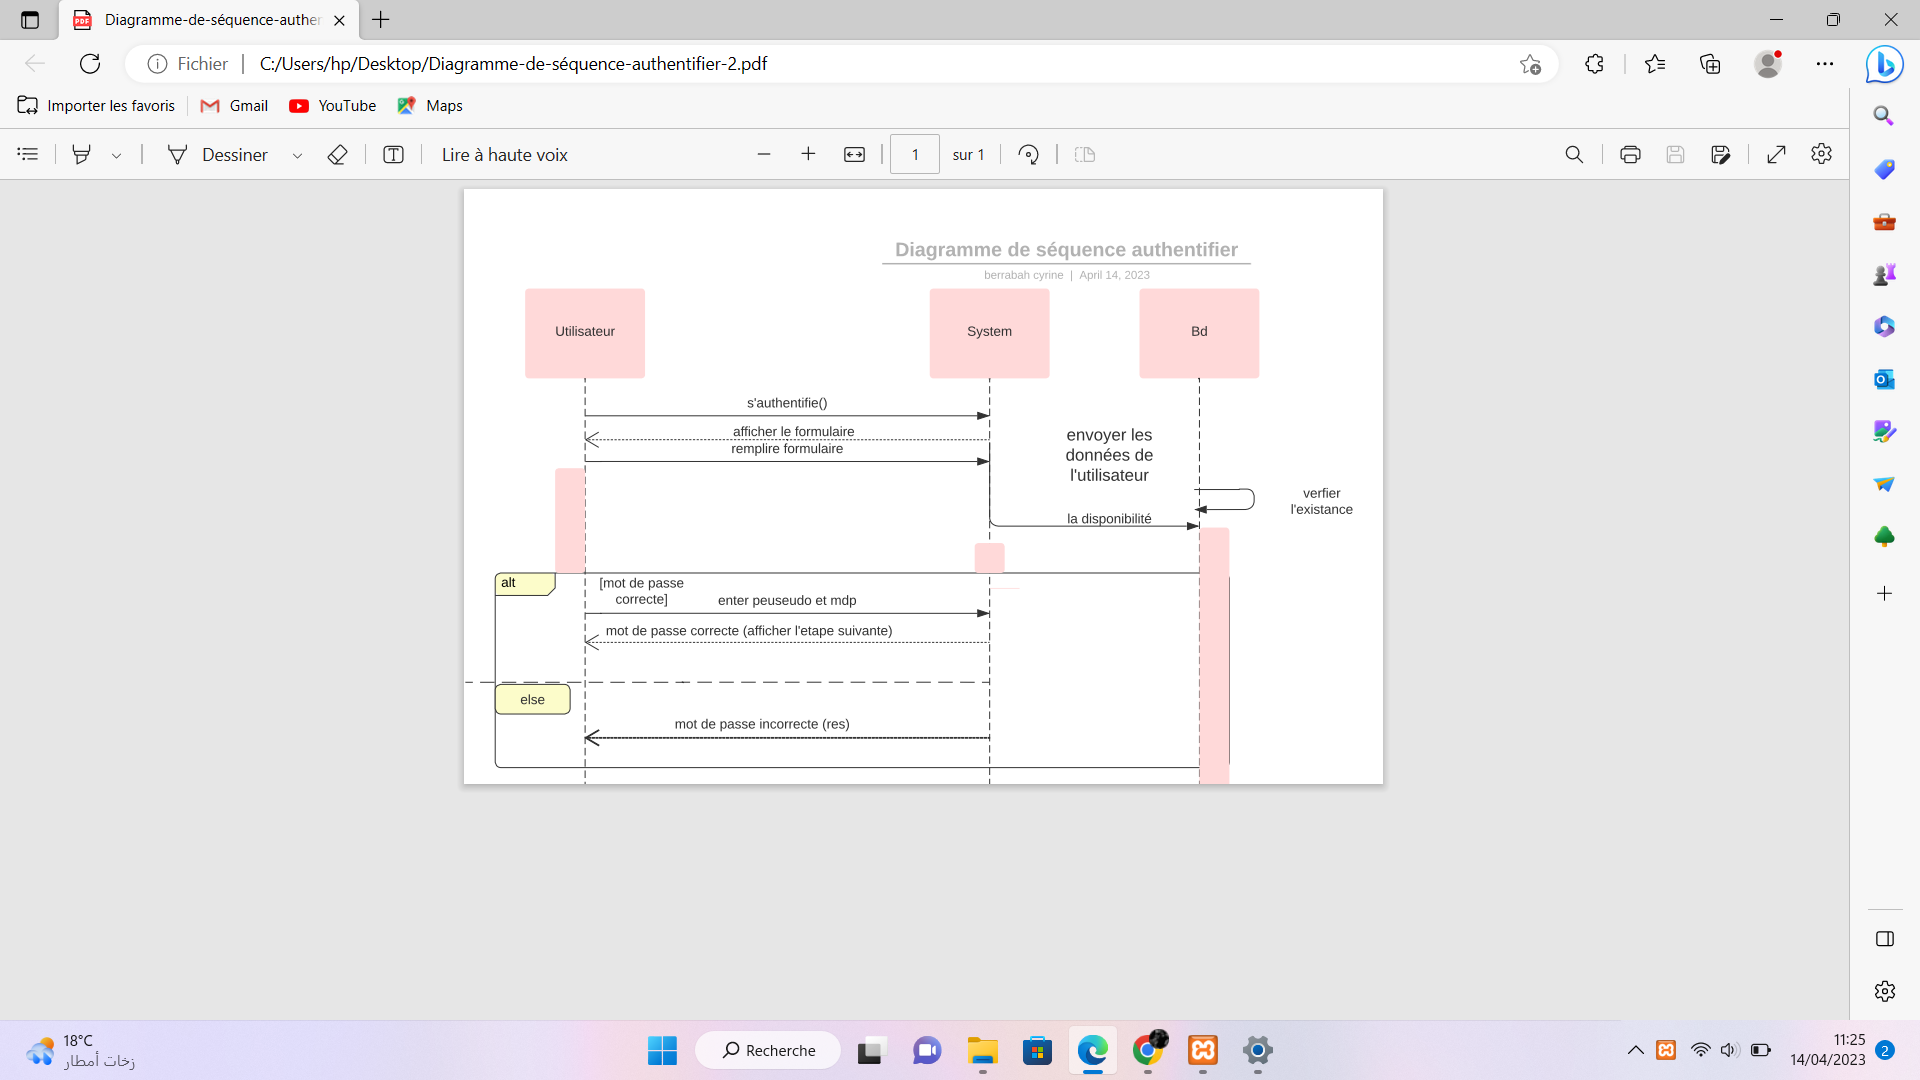 Diagramme-de-séquence-auther
Fichier
C:/Users/hp/Desktop/Diagramme-de-séquence-authentifier-2.pdf
Importer les favoris
Gmail
YouTube
Maps
Dessiner
Lire à haute voix
1
sur 1
Diagramme de séquence authentifier
berrabah cyrine | April 14, 2023
Utilisateur
System
Bd
s'authentifie()
afficher le formulaire
remplire formulaire
envoyer les
données de
l'utilisateur
verfier
l'existance
la disponibilité
alt
[mot de passe
correcte]
enter peuseudo et mdp
mot de passe correcte (afficher l'etape suivante)
else
mot de passe incorrecte (res)
18°C
زخات أمطار
Recherche
11:25
14/04/2023
2